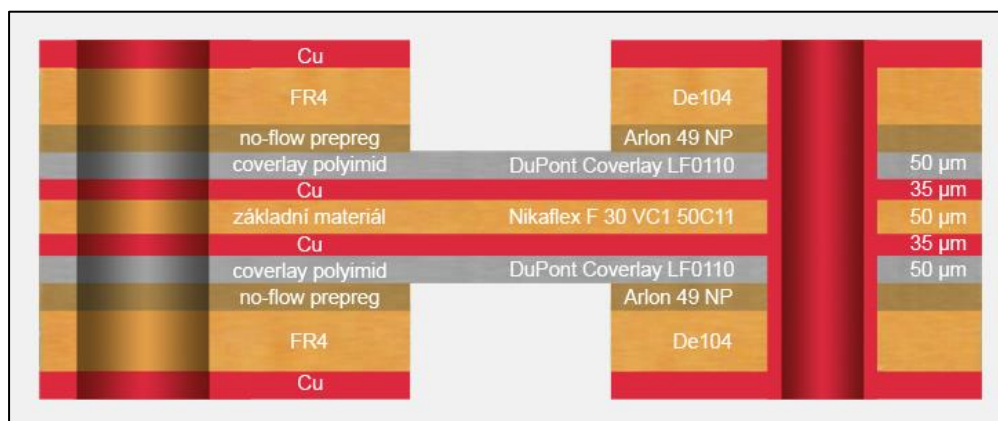 Cu
FR4 De104
no-flow prepreg Arlon 49 NP
coverlay polyimid DuPont Coverlay LF0110 50 µm
Cu 35 µm
základní materiál Nikaflex F 30 VC1 50C11 50 µm
Cu 35 µm
coverlay polyimid DuPont Coverlay LF0110 50 µm
no-flow prepreg Arlon 49 NP
FR4 De104
Cu